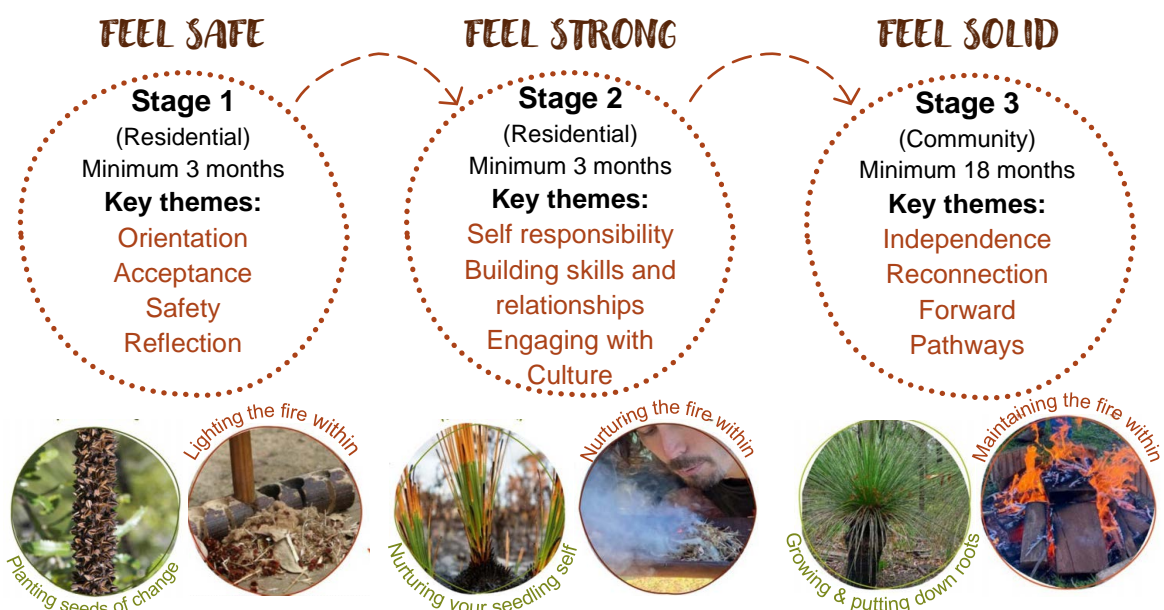 FEEL SAFE
Stage 1
(Residential)
Minimum 3 months
Key themes:
Orientation
Acceptance
Safety
Reflection
Planting seeds of change
Lighting the fire within
FEEL STRONG
Stage 2
(Residential)
Minimum 3 months
Key themes:
Self responsibility
Building skills and
relationships
Engaging with
Culture
Nurturing your seedling self
Nurturing the fire within
FEEL SOLID
Stage 3
(Community)
Minimum 18 months
Key themes:
Independence
Reconnection
Forward
Pathways
Growing & putting down roots
Maintaining the fire within